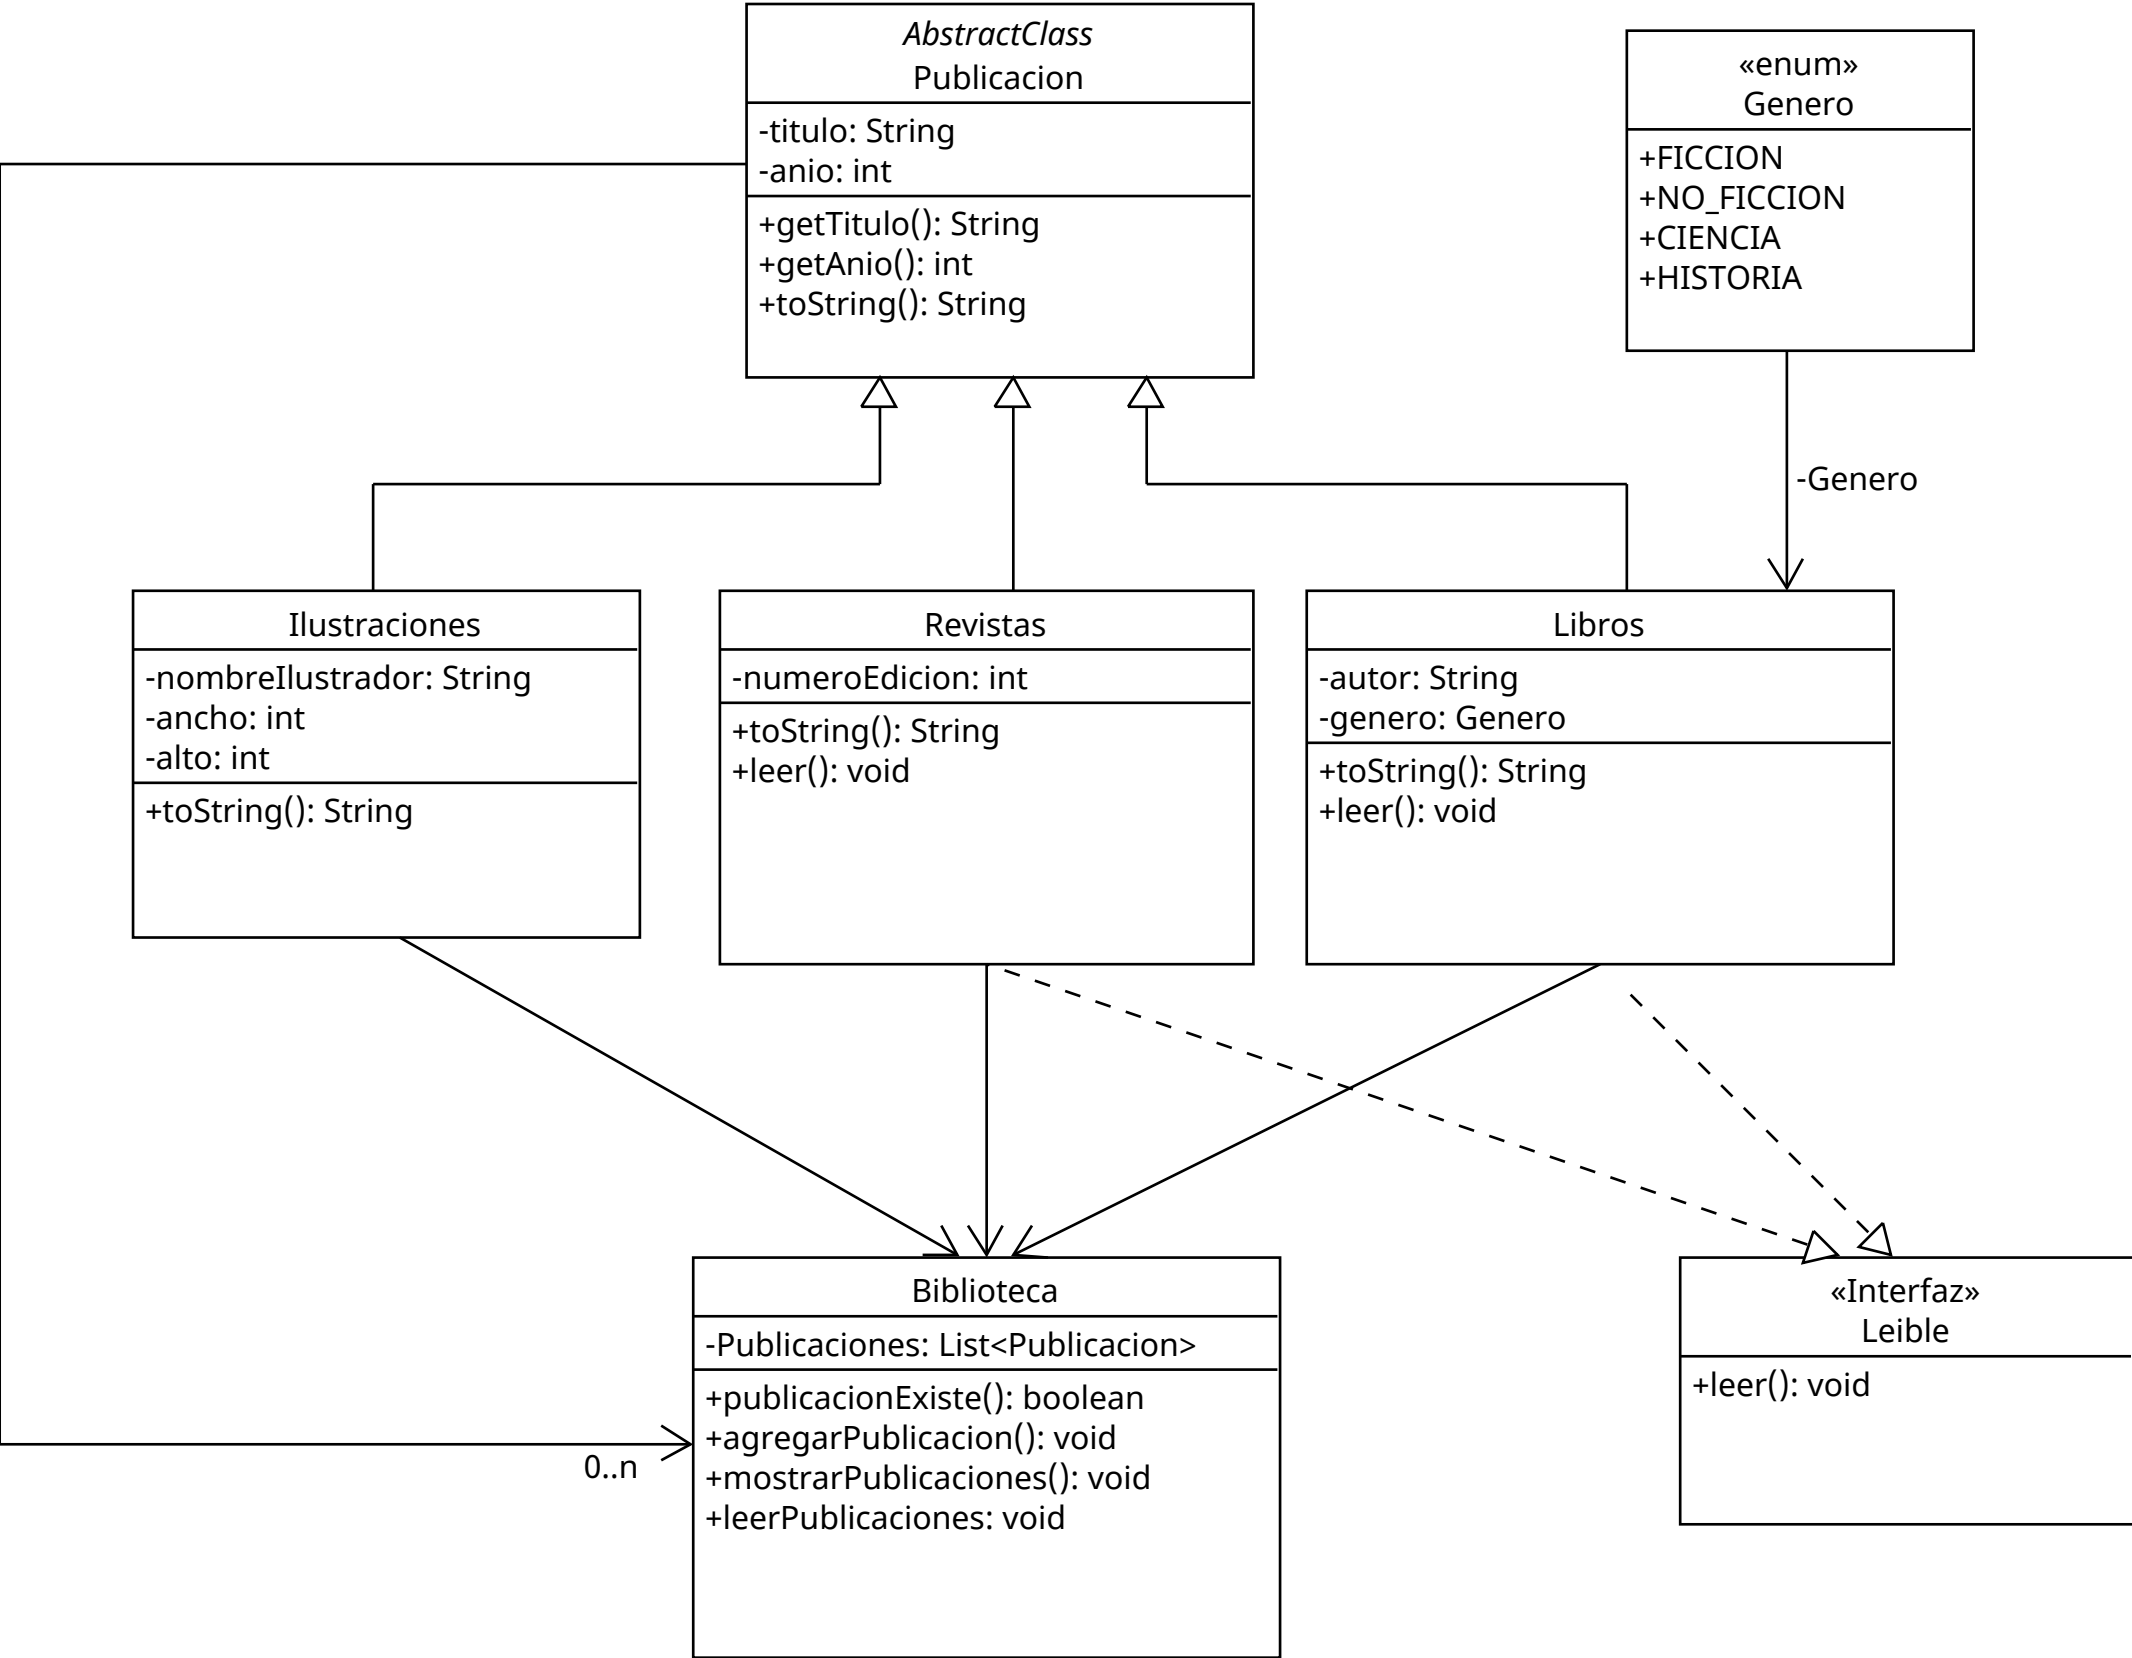 AbstractClass
Publicacion
-titulo: String
-anio: int
+getTitulo(): String
+getAnio(): int
+toString(): String
«enum»
Genero
+FICCION
+NO_FICCION
+CIENCIA
+HISTORIA
-Genero
Ilustraciones
-nombreIlustrador: String
-ancho: int
-alto: int
+toString(): String
Revistas
-numeroEdicion: int
+toString(): String
+leer(): void
Libros
-autor: String
-genero: Genero
+toString(): String
+leer(): void
Biblioteca
-Publicaciones: List<Publicacion>
+publicacionExiste(): boolean
+agregarPublicacion(): void
+mostrarPublicaciones(): void
+leerPublicaciones: void
0..n
«Interfaz»
Leible
+leer(): void